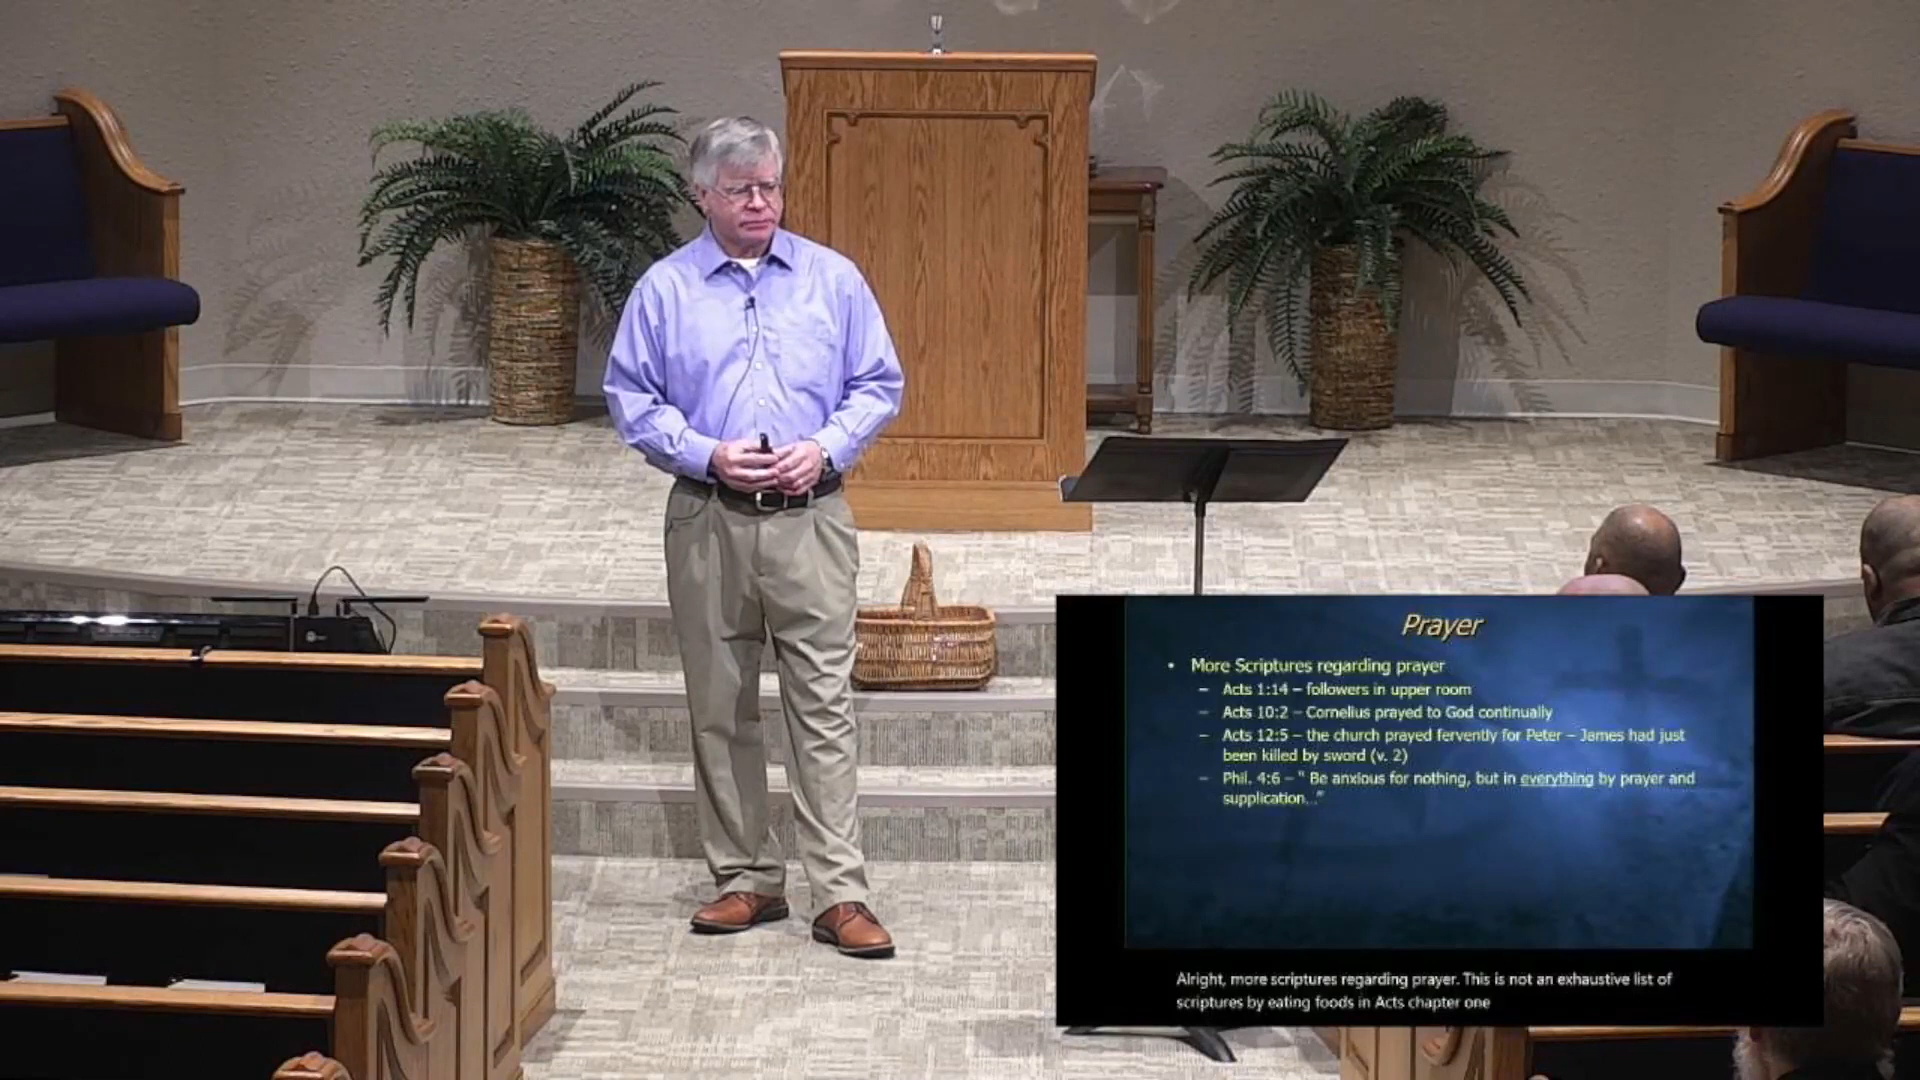 Prayer
• More Scriptures regarding prayer
– Acts 1:14 – followers in upper room
– Acts 10:2 – Cornelius prayed to God continually
– Acts 12:5 – the church prayed fervently for Peter – James had just
been killed by sword (v. 2)
– Phil. 4:6 – " Be anxious for nothing, but in everything by prayer and
supplication…"
Alright, more scriptures regarding prayer. This is not an exhaustive list of
scriptures by eating foods in Acts chapter one